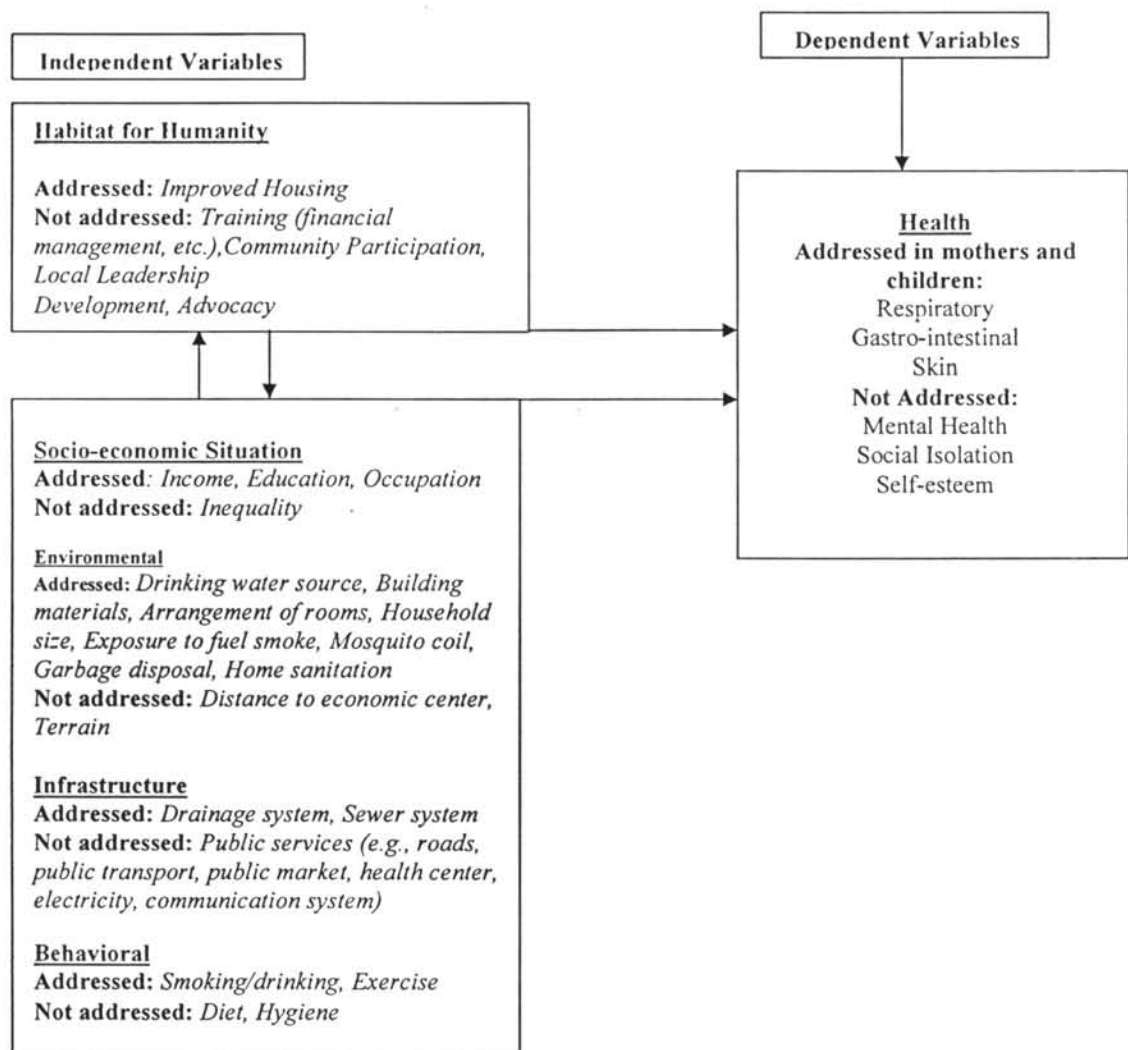 Independent Variables
Dependent Variables
Habitat for Humanity
Addressed: Improved Housing
Not addressed: Training (financial
management, etc.),Community Participation,
Local Leadership
Development, Advocacy
Socio-economic Situation
Addressed: Income, Education, Occupation
Not addressed: Inequality
Environmental
Addressed: Drinking water source, Building
materials, Arrangement of rooms, Household
size, Exposure to fuel smoke, Mosquito coil,
Garbage disposal, Home sanitation
Not addressed: Distance to economic center,
Terrain
Infrastructure
Addressed: Drainage system, Sewer system
Not addressed: Public services (e.g., roads,
public transport, public market, health center,
electricity, communication system)
Behavioral
Addressed: Smoking/drinking, Exercise
Not addressed: Diet, Hygiene
Health
Addressed in mothers and
children:
Respiratory
Gastro-intestinal
Skin
Not Addressed:
Mental Health
Social Isolation
Self-esteem